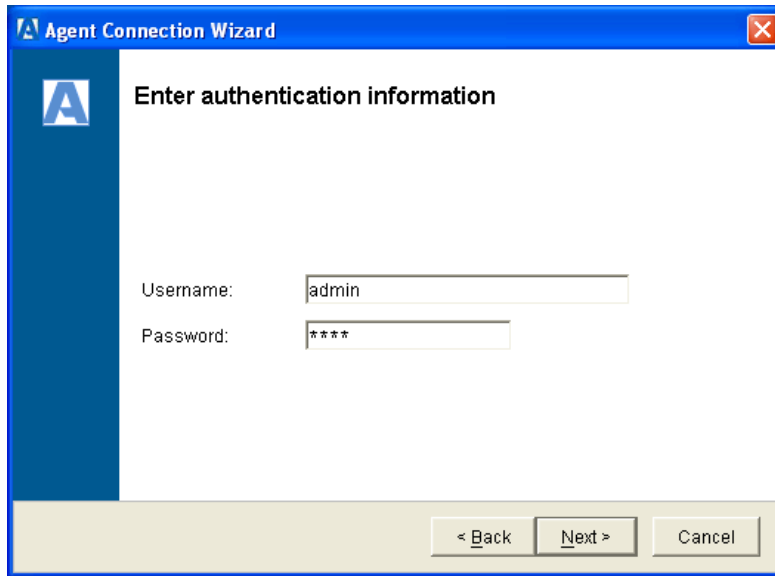 Agent Connection Wizard
A
Enter authentication information
Username: admin
Password: ****
< Back Next > Cancel